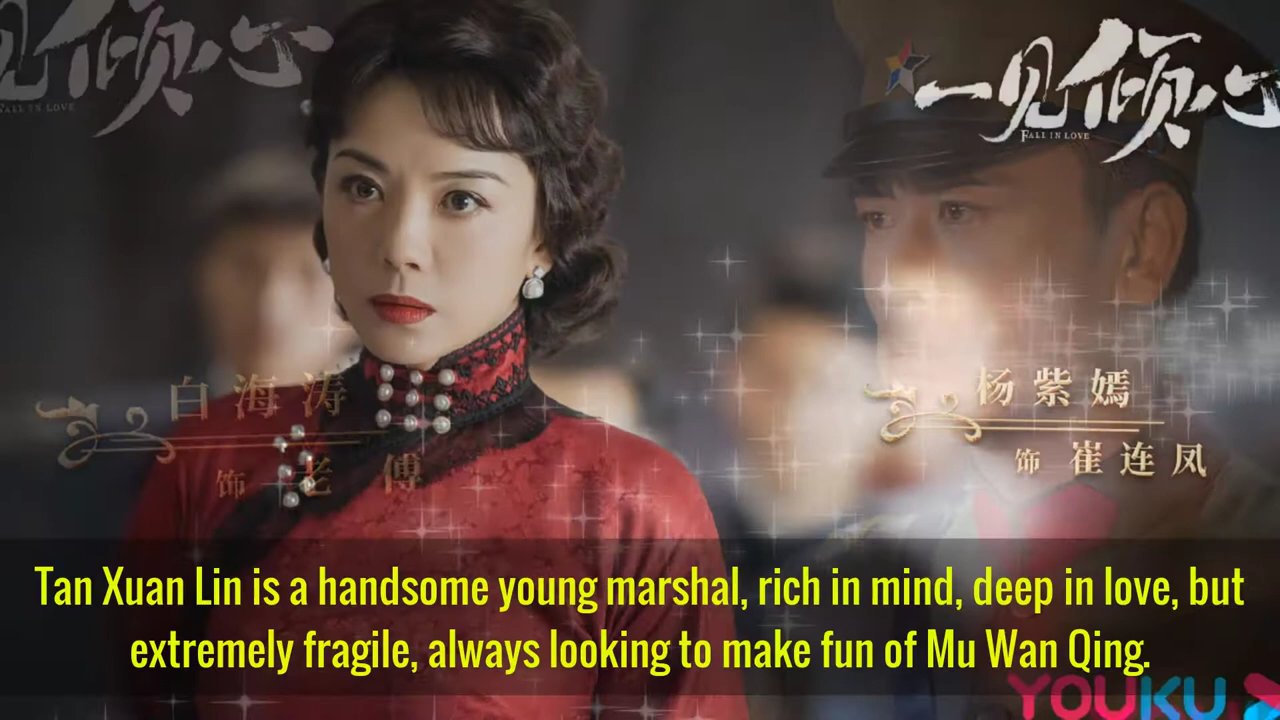 见倾心
FALL IN LOVE
一见倾心
FALL IN LOVE
白海涛
饰 老傅
杨紫嫣
饰 崔连凤
Tan Xuan Lin is a handsome young marshal, rich in mind, deep in love, but
extremely fragile, always looking to make fun of Mu Wan Qing.
YOUKU